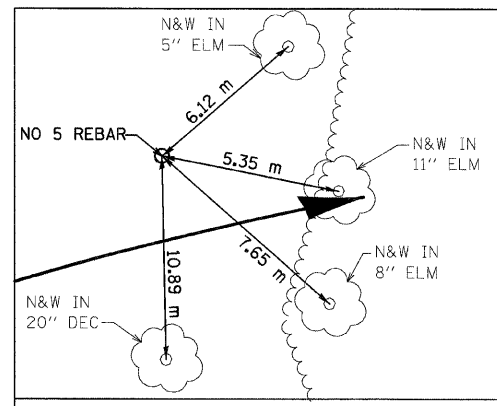 N&W IN
5" ELM
6.12 m
NO 5 REBAR
5.35 m
N&W IN
11" ELM
7.65 m
10.89 m
N&W IN
8" ELM
N&W IN
20" DEC